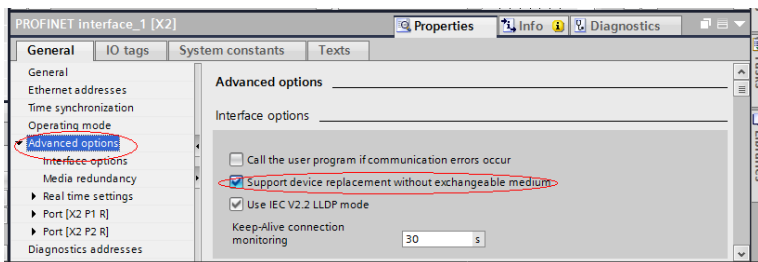 PROFINET interface_1 [X2]
Properties
Info
Diagnostics
General
IO tags
System constants
Texts
General
Ethernet addresses
Time synchronization
Operating mode
Advanced options
Interface options
Media redundancy
Real time settings
Port [X2 P1 R]
Port [X2 P2 R]
Diagnostics addresses
Advanced options
Interface options
Call the user program if communication errors occur
Support device replacement without exchangeable medium
Use IEC V2.2 LLDP mode
Keep-Alive connection
monitoring
30 s